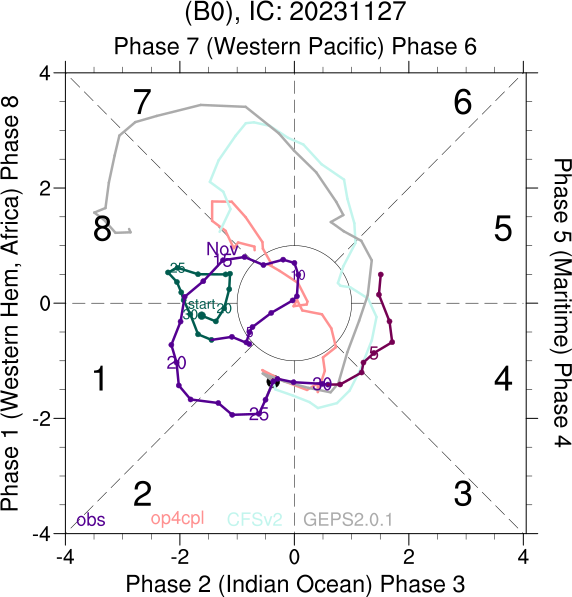 (B0), IC: 20231127
Phase 7 (Western Pacific) Phase 6
Phase 1 (Western Hem, Africa) Phase 8
Phase 5 (Maritime) Phase 4
4
2
0
-2
-4
7
6
8
5
1
4
2
3
Nov
15
10
25
start
20
30
5
20
25
30
5
obs
op4cpl
CFSv2
GEPS2.0.1
-4
-2
0
2
4
Phase 2 (Indian Ocean) Phase 3